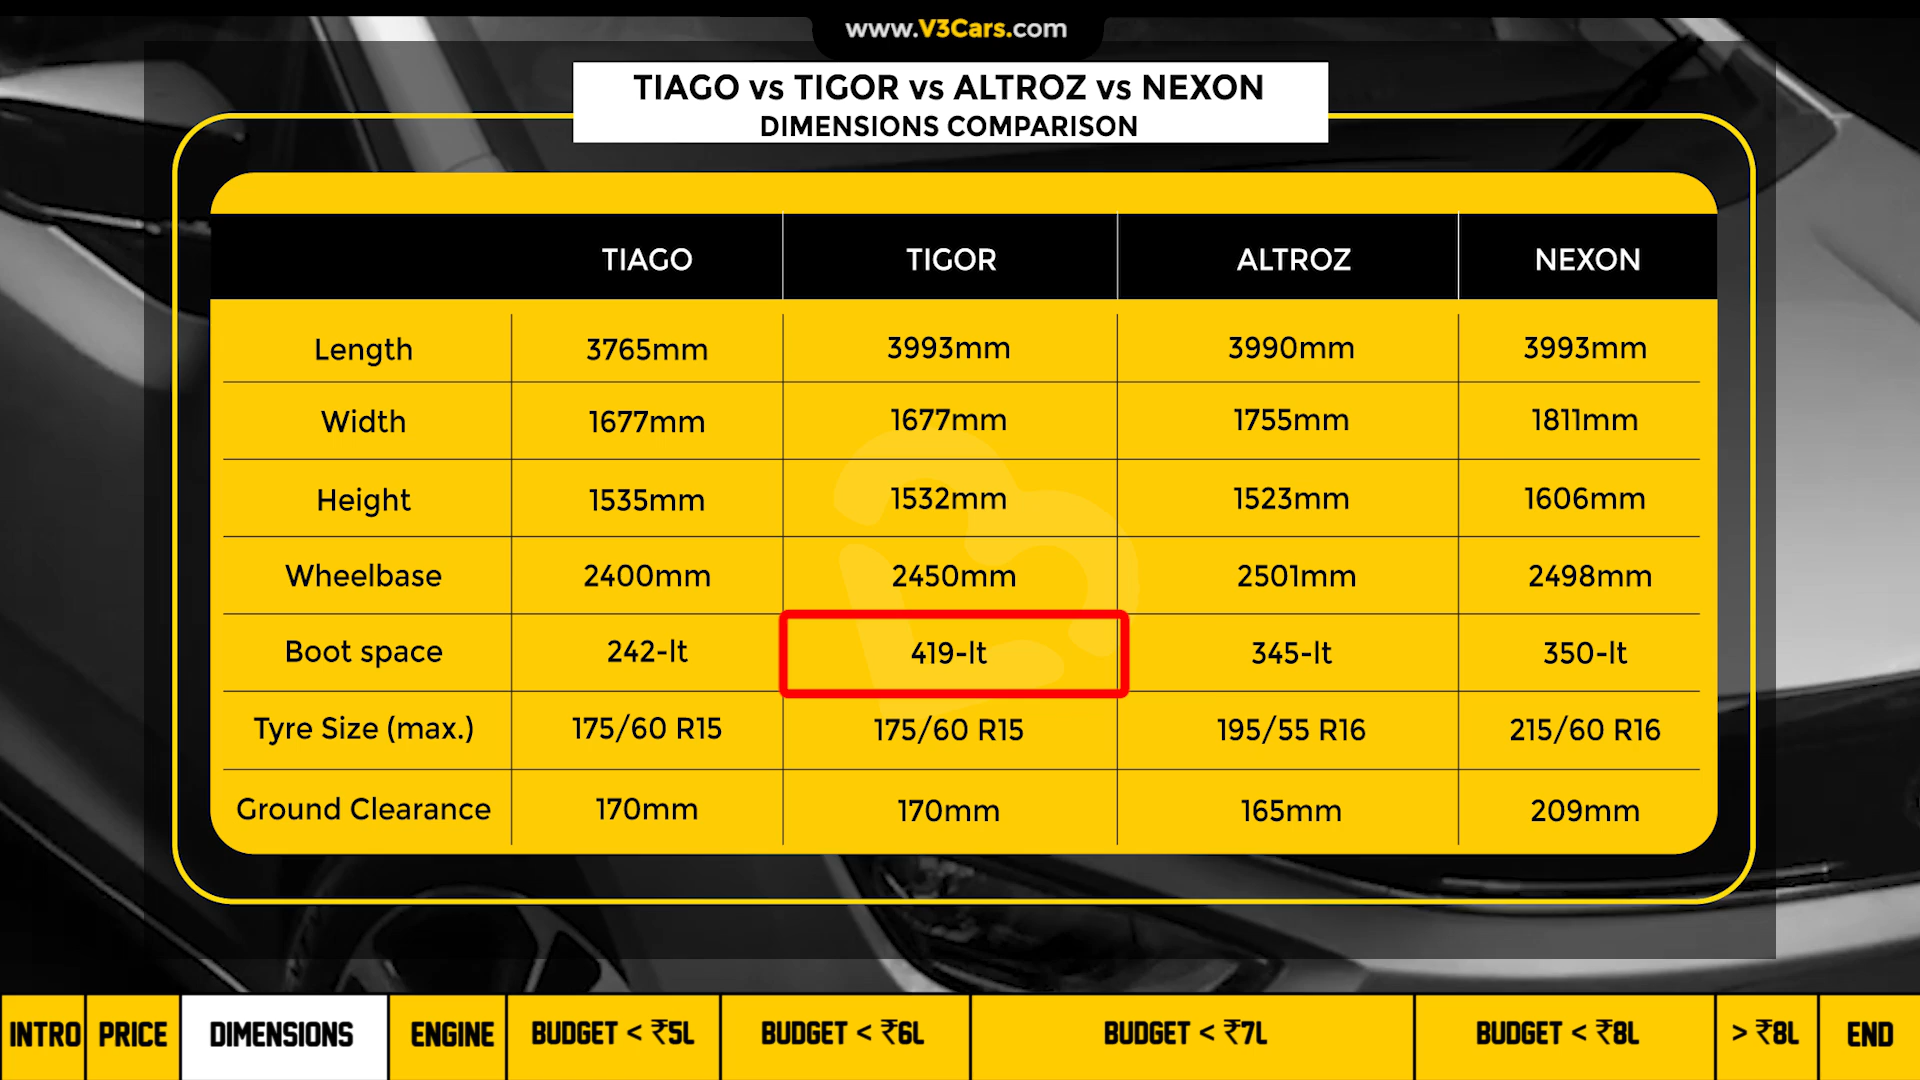 www.V3Cars.com
TIAGO vs TIGOR vs ALTROZ vs NEXON
DIMENSIONS COMPARISON
TIAGO TIGOR ALTROZ NEXON
Length 3765mm 3993mm 3990mm 3993mm
Width 1677mm 1677mm 1755mm 1811mm
Height 1535mm 1532mm 1523mm 1606mm
Wheelbase 2400mm 2450mm 2501mm 2498mm
Boot space 242-lt 419-lt 345-lt 350-lt
Tyre Size (max.) 175/60 R15 175/60 R15 195/55 R16 215/60 R16
Ground Clearance 170mm 170mm 165mm 209mm
INTRO PRICE DIMENSIONS ENGINE BUDGET < ₹5L BUDGET < ₹6L BUDGET < ₹7L BUDGET < ₹8L > ₹8L END